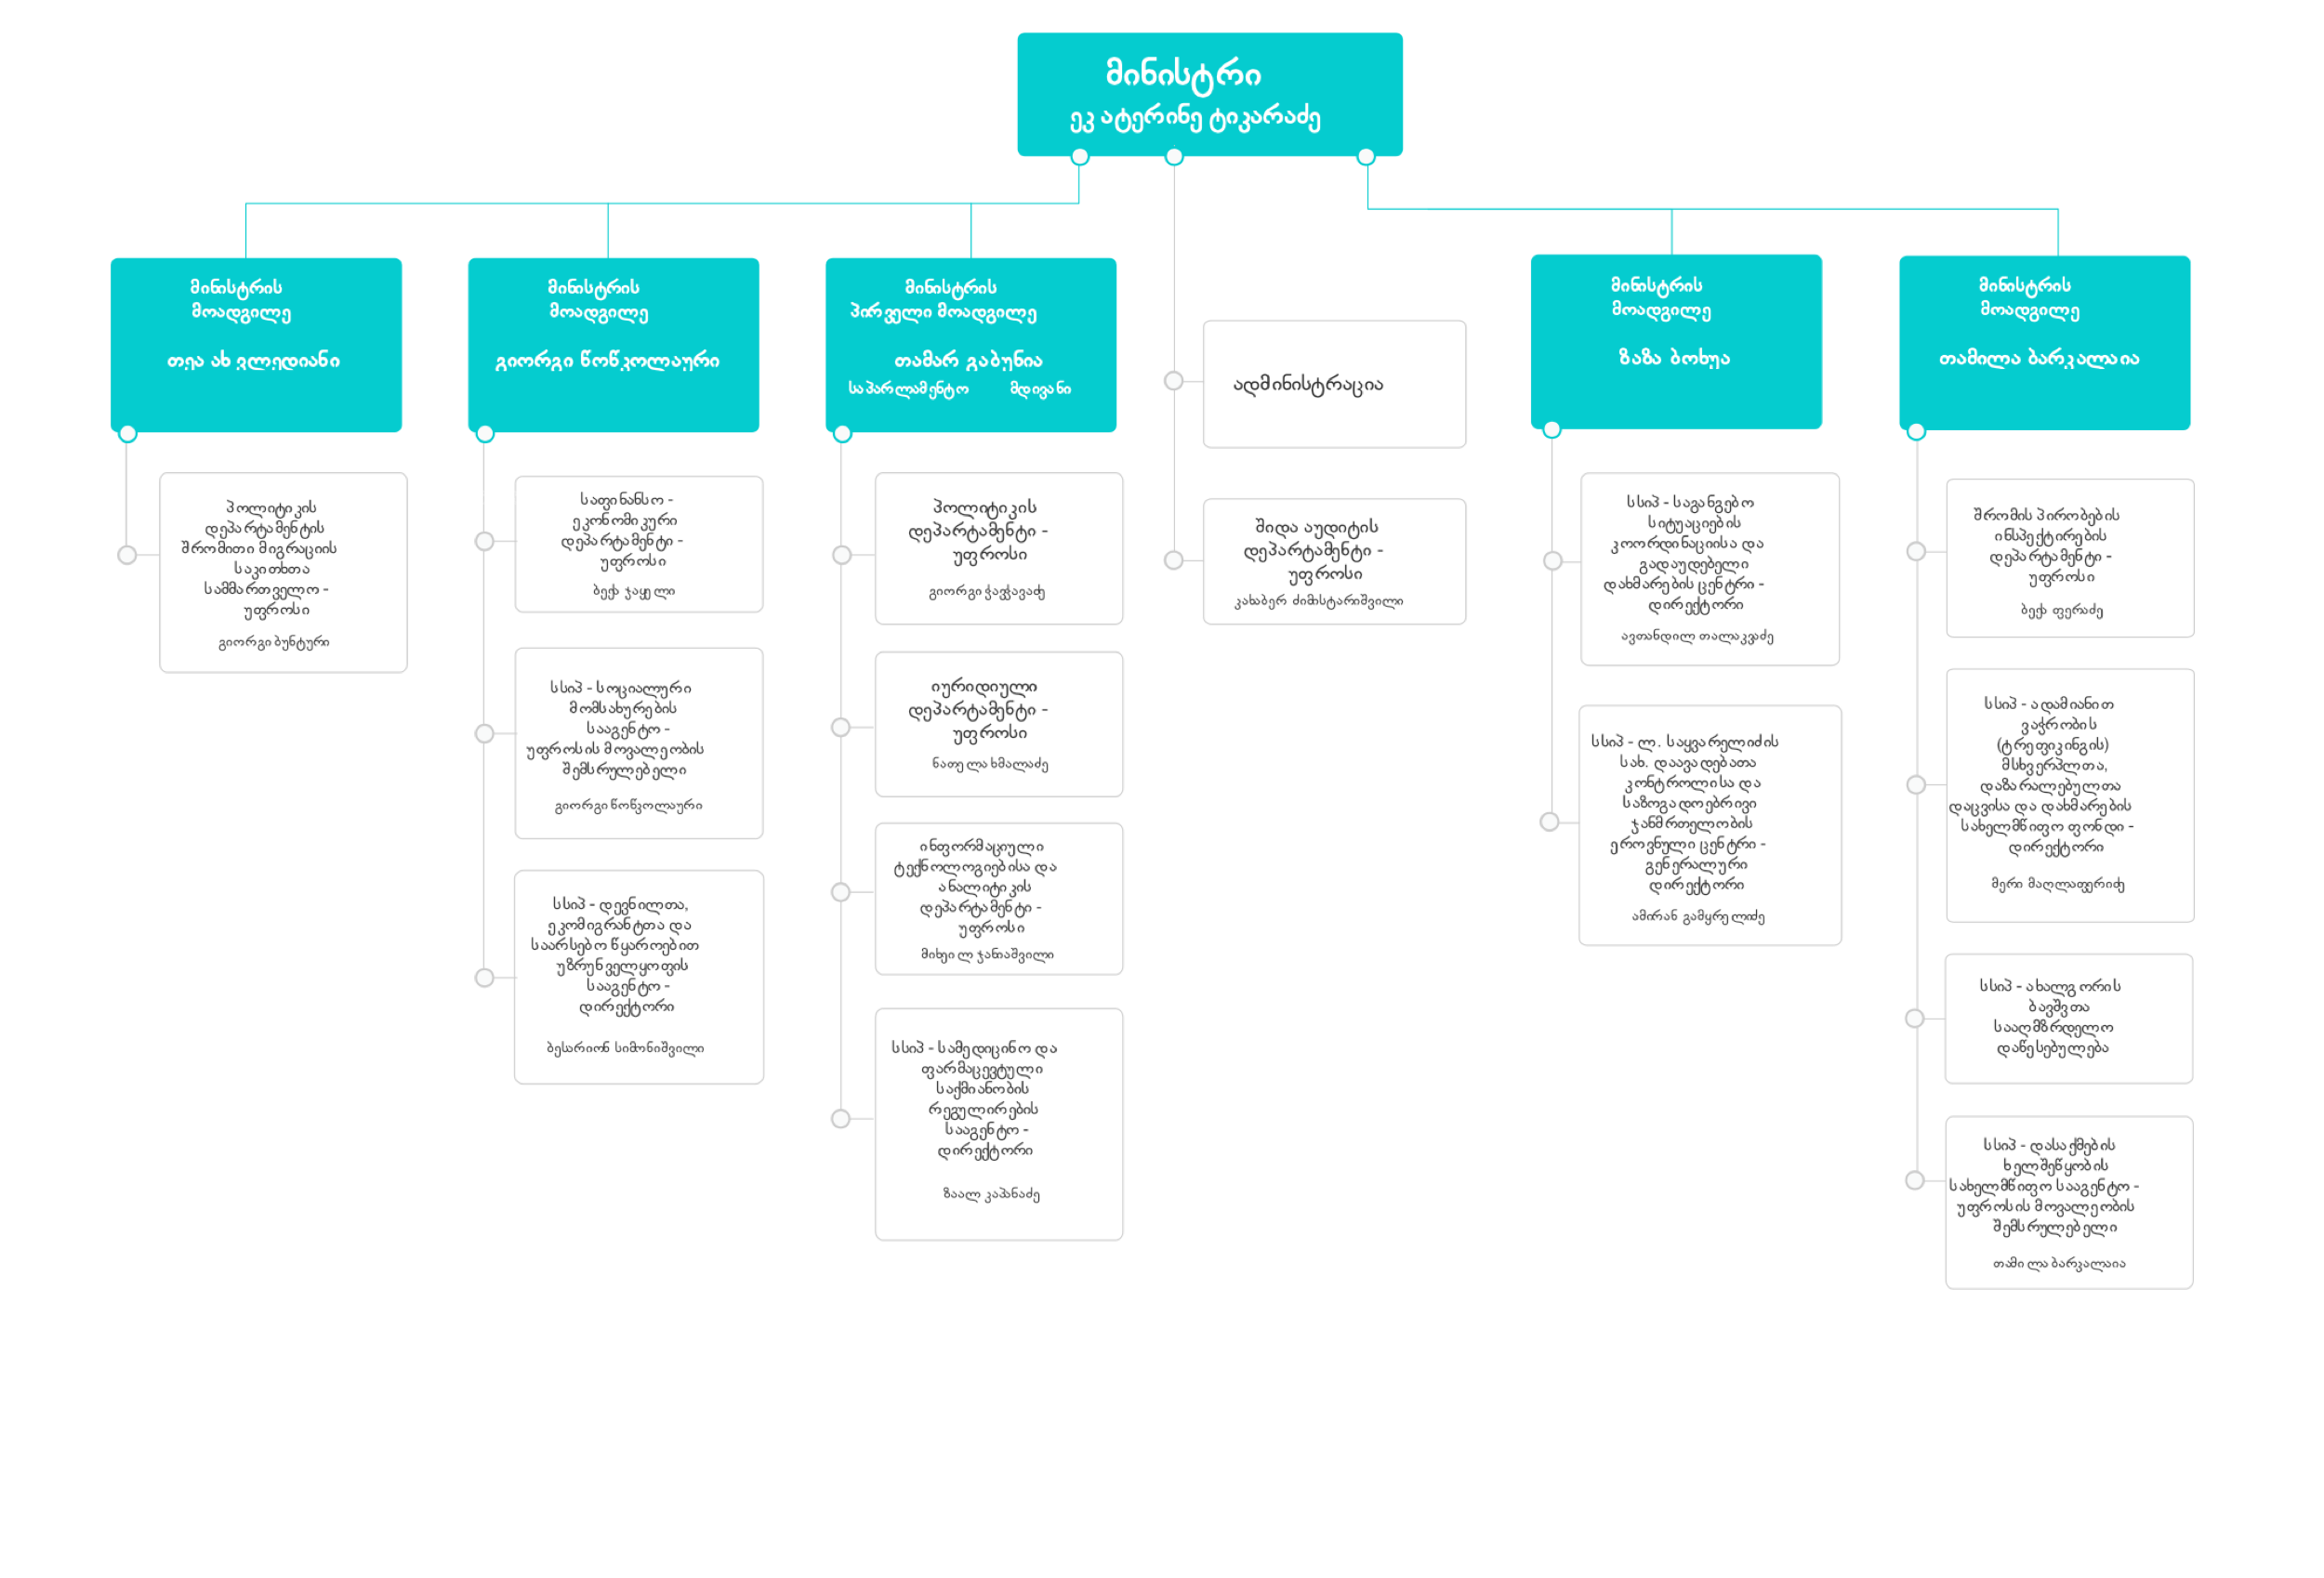 მინისტრი
ეკატერინე ტიკარაძე
მინისტრის
მოადგილე
თეა ახვლედიანი
პოლიტიკის
დეპარტამენტის
შრომითი მიგრაციის
საკითხთა
სამმართველო -
უფროსი
გიორგი ბუნტური
მინისტრის
მოადგილე
გიორგი წოწკოლაური
საფინანსო -
ეკონომიკური
დეპარტამენტი -
უფროსი
ბექა ჯაყელი
სსიპ - სოციალური
მომსახურების
სააგენტო -
უფროსის მოვალეობის
შემსრულებელი
გიორგი წოწკოლაური
სსიპ - დევნილთა,
ეკომიგრანტთა და
საარსებო წყაროებით
უზრუნველყოფის
სააგენტო -
დირექტორი
ბესარიონ სიმონიშვილი
მინისტრის
პირველი მოადგილე
თამარ გაბუნია
საპარლამენტო მდივანი
პოლიტიკის
დეპარტამენტი -
უფროსი
გიორგი ჭავჭავაძე
იურიდიული
დეპარტამენტი -
უფროსი
ნათელა ხმალაძე
ინფორმაციული
ტექნოლოგიებისა და
ანალიტიკის
დეპარტამენტი -
უფროსი
მიხეილ ჯანიაშვილი
სსიპ - სამედიცინო და
ფარმაცევტული
საქმიანობის
რეგულირების
სააგენტო -
დირექტორი
ზაალ კაპანაძე
ადმინისტრაცია
შიდა აუდიტის
დეპარტამენტი -
უფროსი
კახაბერ ძიმისტარიშვილი
მინისტრის
მოადგილე
ზაზა ბოხუა
სსიპ - საგანგებო
სიტუაციების
კოორდინაციისა და
გადაუდებელი
დახმარების ცენტრი -
დირექტორი
ავთანდილ თალაკვაძე
სსიპ - ლ. საყვარელიძის
სახ. დაავადებათა
კონტროლისა და
საზოგადოებრივი
ჯანმრთელობის
ეროვნული ცენტრი -
გენერალური
დირექტორი
ამირან გამყრელიძე
მინისტრის
მოადგილე
თამილა ბარკალაია
შრომის პირობების
ინსპექტირების
დეპარტამენტი -
უფროსი
ბექა ფერაძე
სსიპ - ადამიანით
ვაჭრობის
(ტრეფიკინგის)
მსხვერპლთა,
დაზარალებულთა
დაცვისა და დახმარების
სახელმწიფო ფონდი -
დირექტორი
მერი მაღლაფერიძე
სსიპ - ახალგორის
ბავშვთა
სააღმზრდელო
დაწესებულება
სსიპ - დასაქმების
ხელშეწყობის
სახელმწიფო სააგენტო -
უფროსის მოვალეობის
შემსრულებელი
თამილა ბარკალაია